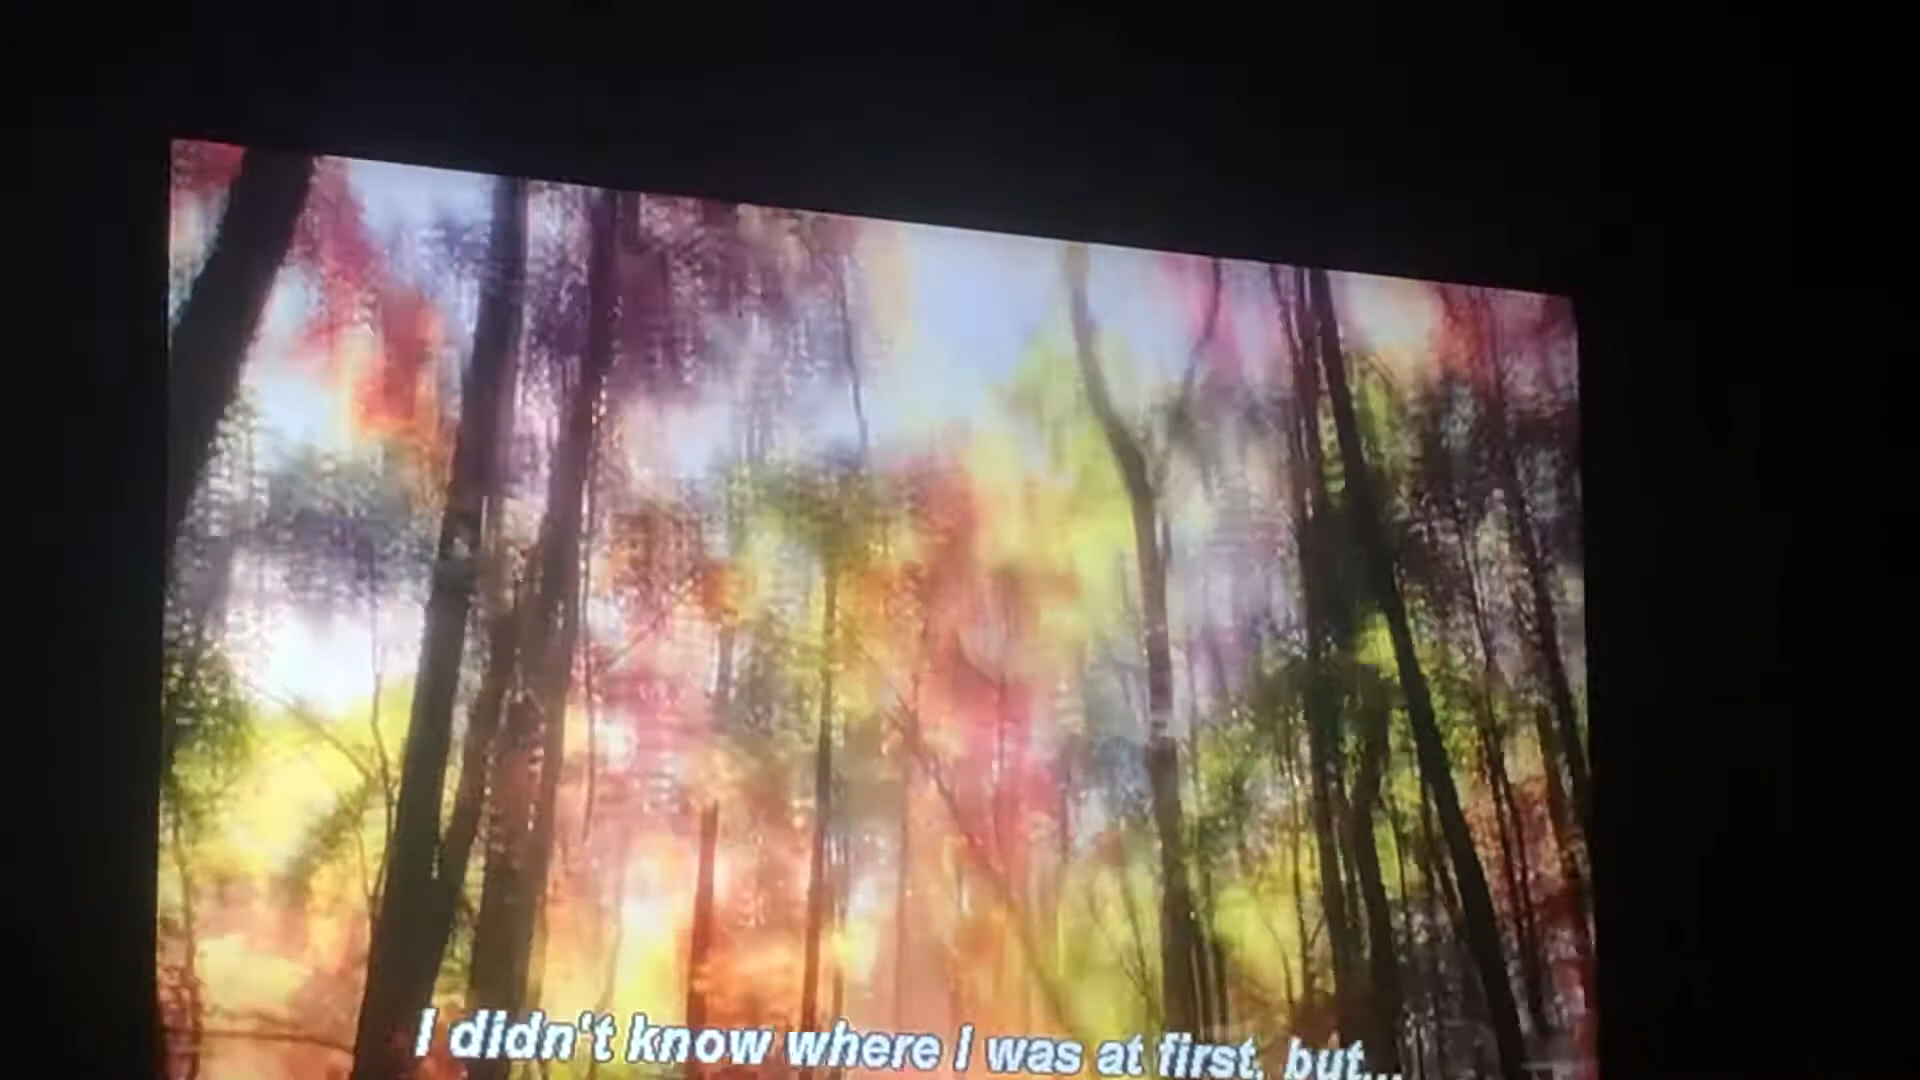 I didn't know where I was at first, but...